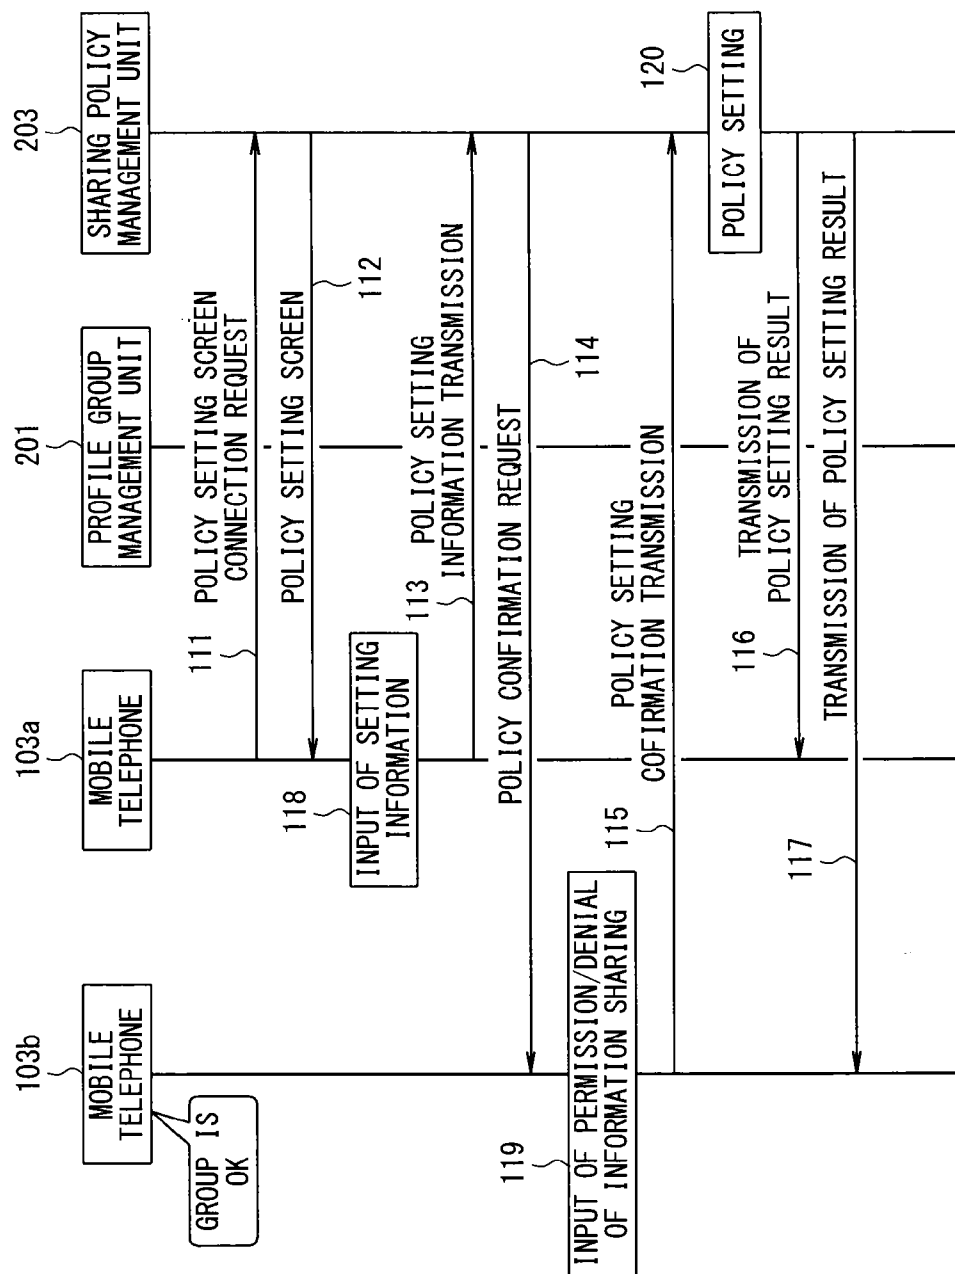 103b
MOBILE
TELEPHONE
103a
MOBILE
TELEPHONE
201
PROFILE GROUP
MANAGEMENT UNIT
203
SHARING POLICY
MANAGEMENT UNIT
GROUP IS
OK
111
POLICY SETTING SCREEN
CONNECTION REQUEST
POLICY SETTING SCREEN
112
118
INPUT OF SETTING
INFORMATION
113
POLICY SETTING
INFORMATION TRANSMISSION
POLICY CONFIRMATION REQUEST
114
119
INPUT OF PERMISSION/DENIAL
OF INFORMATION SHARING
115
POLICY SETTING
COFIRMATION TRANSMISSION
120
POLICY SETTING
116
TRANSMISSION OF
POLICY SETTING RESULT
117
TRANSMISSION OF POLICY SETTING RESULT